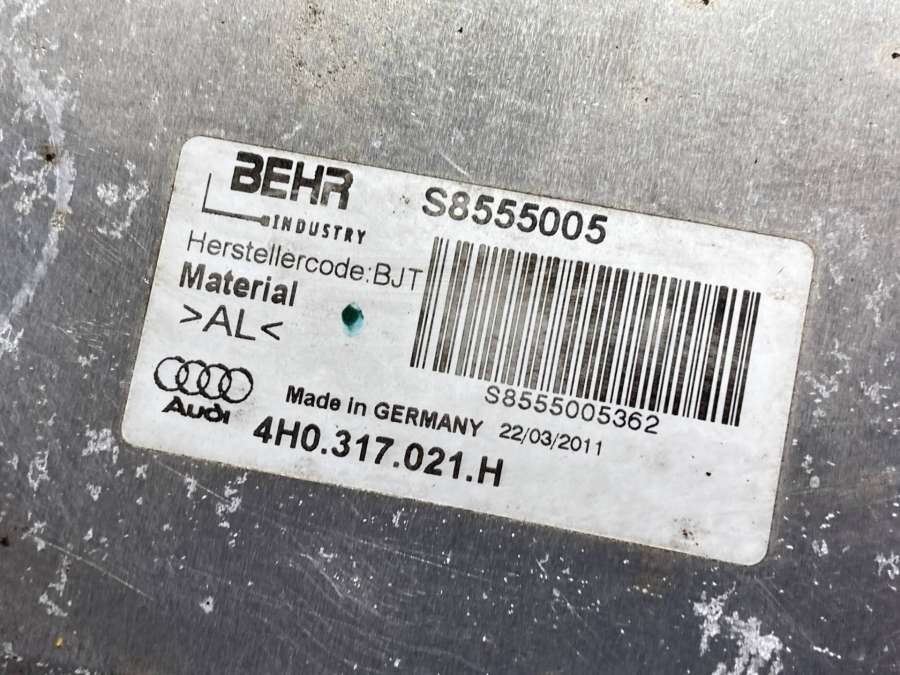 BEHR
INDUSTRY
S8555005
Herstellercode:BJT
Material
>AL<
S8555005362
Audi
Made in GERMANY 22/03/2011
4H0.317.021.H